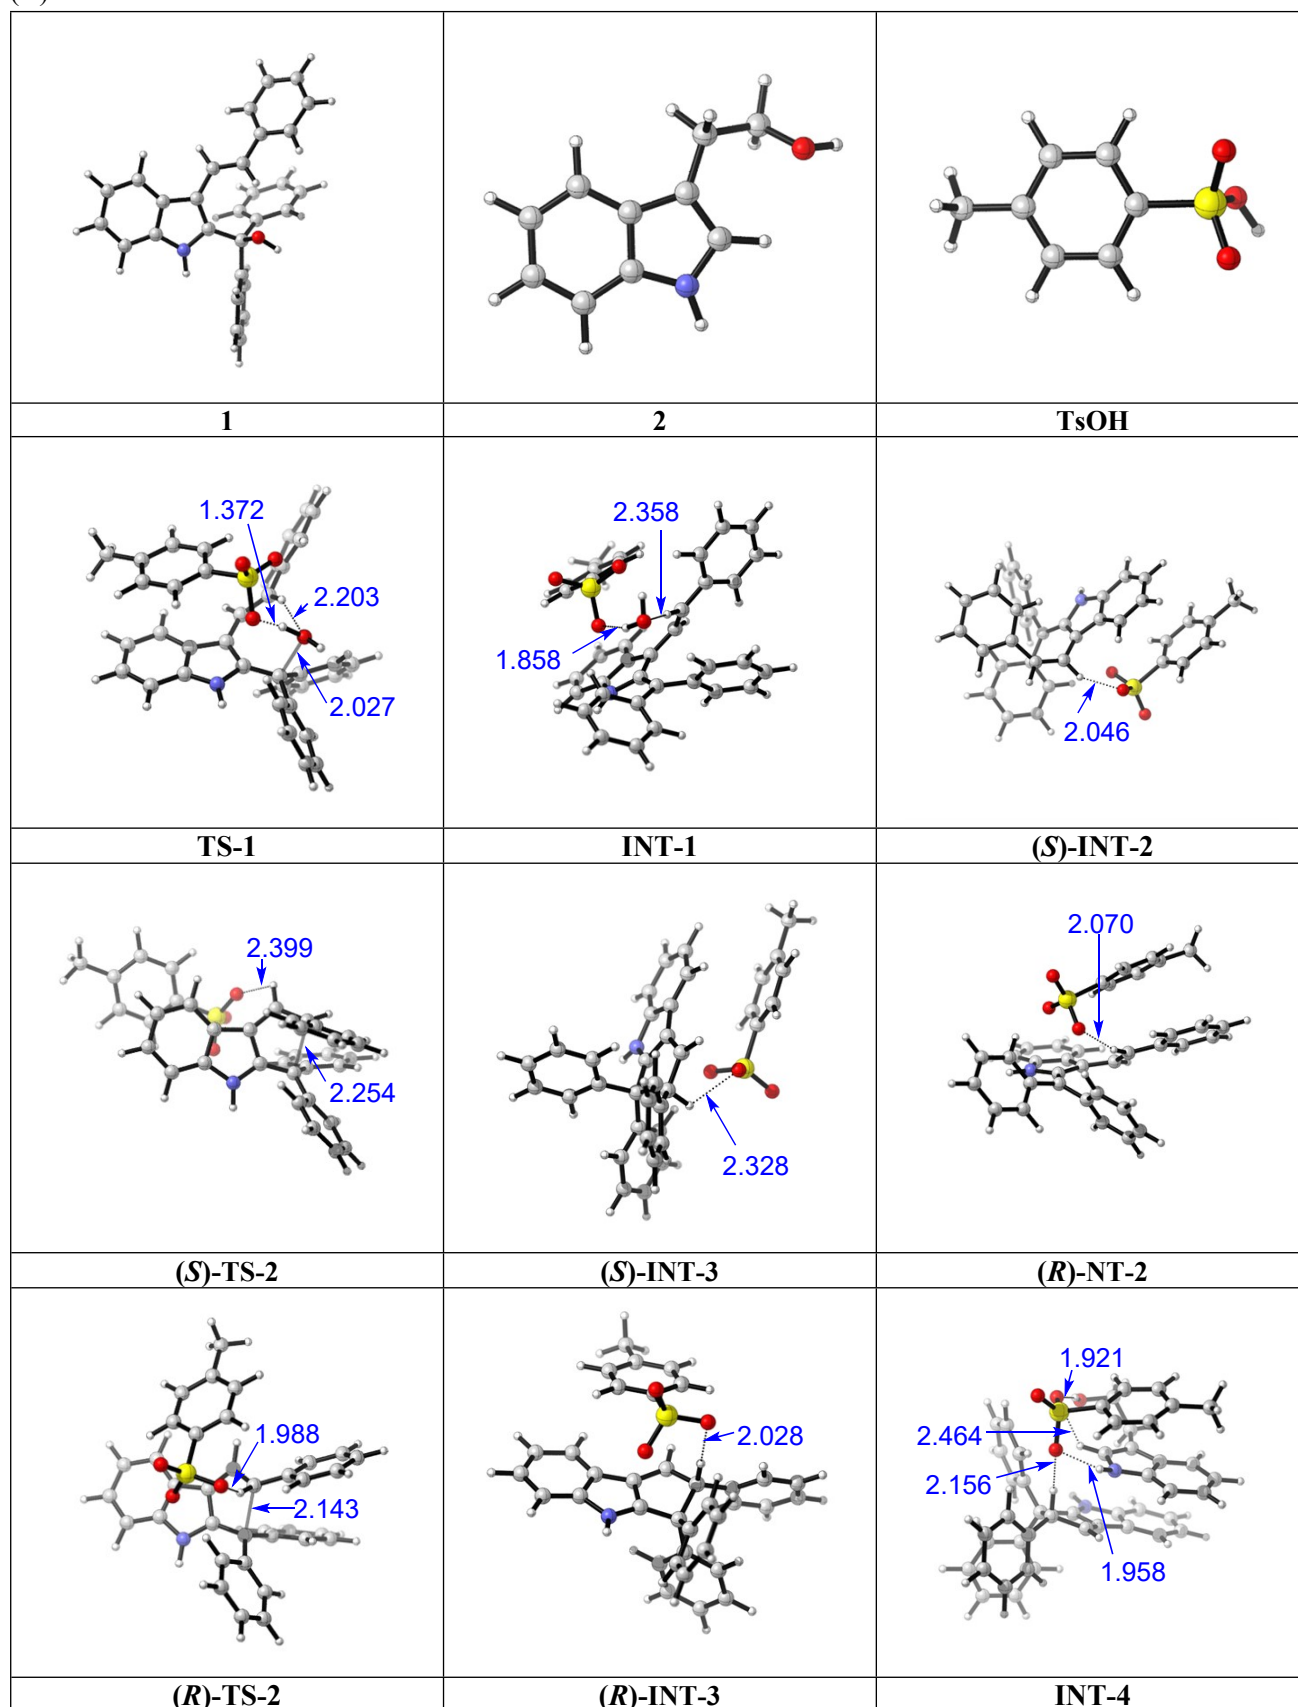 1
2
TsOH
1.372
2.203
2.027
2.358
1.858
2.046
TS-1
INT-1
(S)-INT-2
2.399
2.254
2.328
2.070
(S)-TS-2
(S)-INT-3
(R)-NT-2
1.988
2.143
2.028
1.921
2.464
2.156
1.958
(R)-TS-2
(R)-INT-3
INT-4